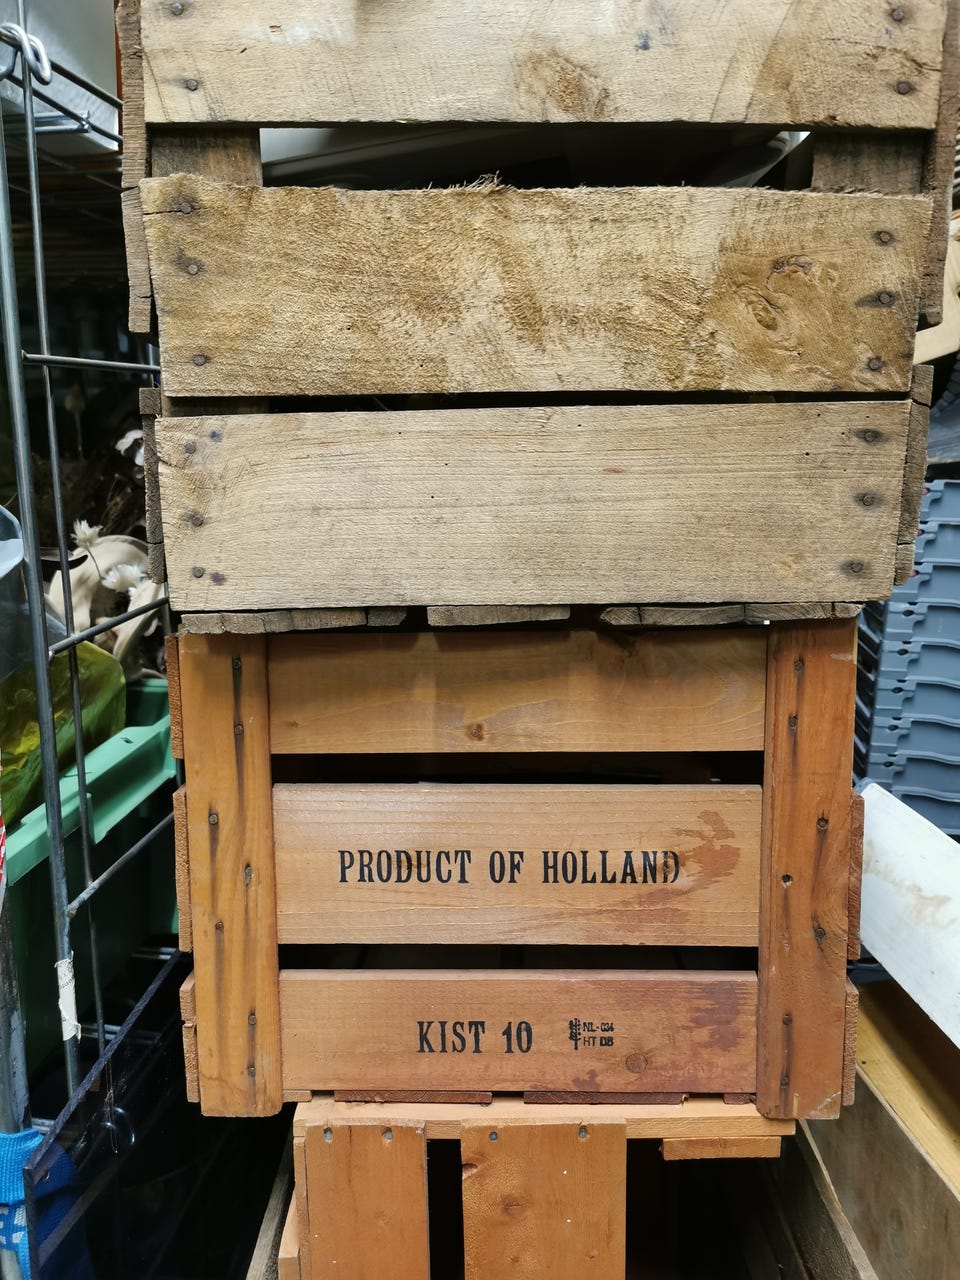 PRODUCT OF HOLLAND
KIST 10
NL-034
HT DB